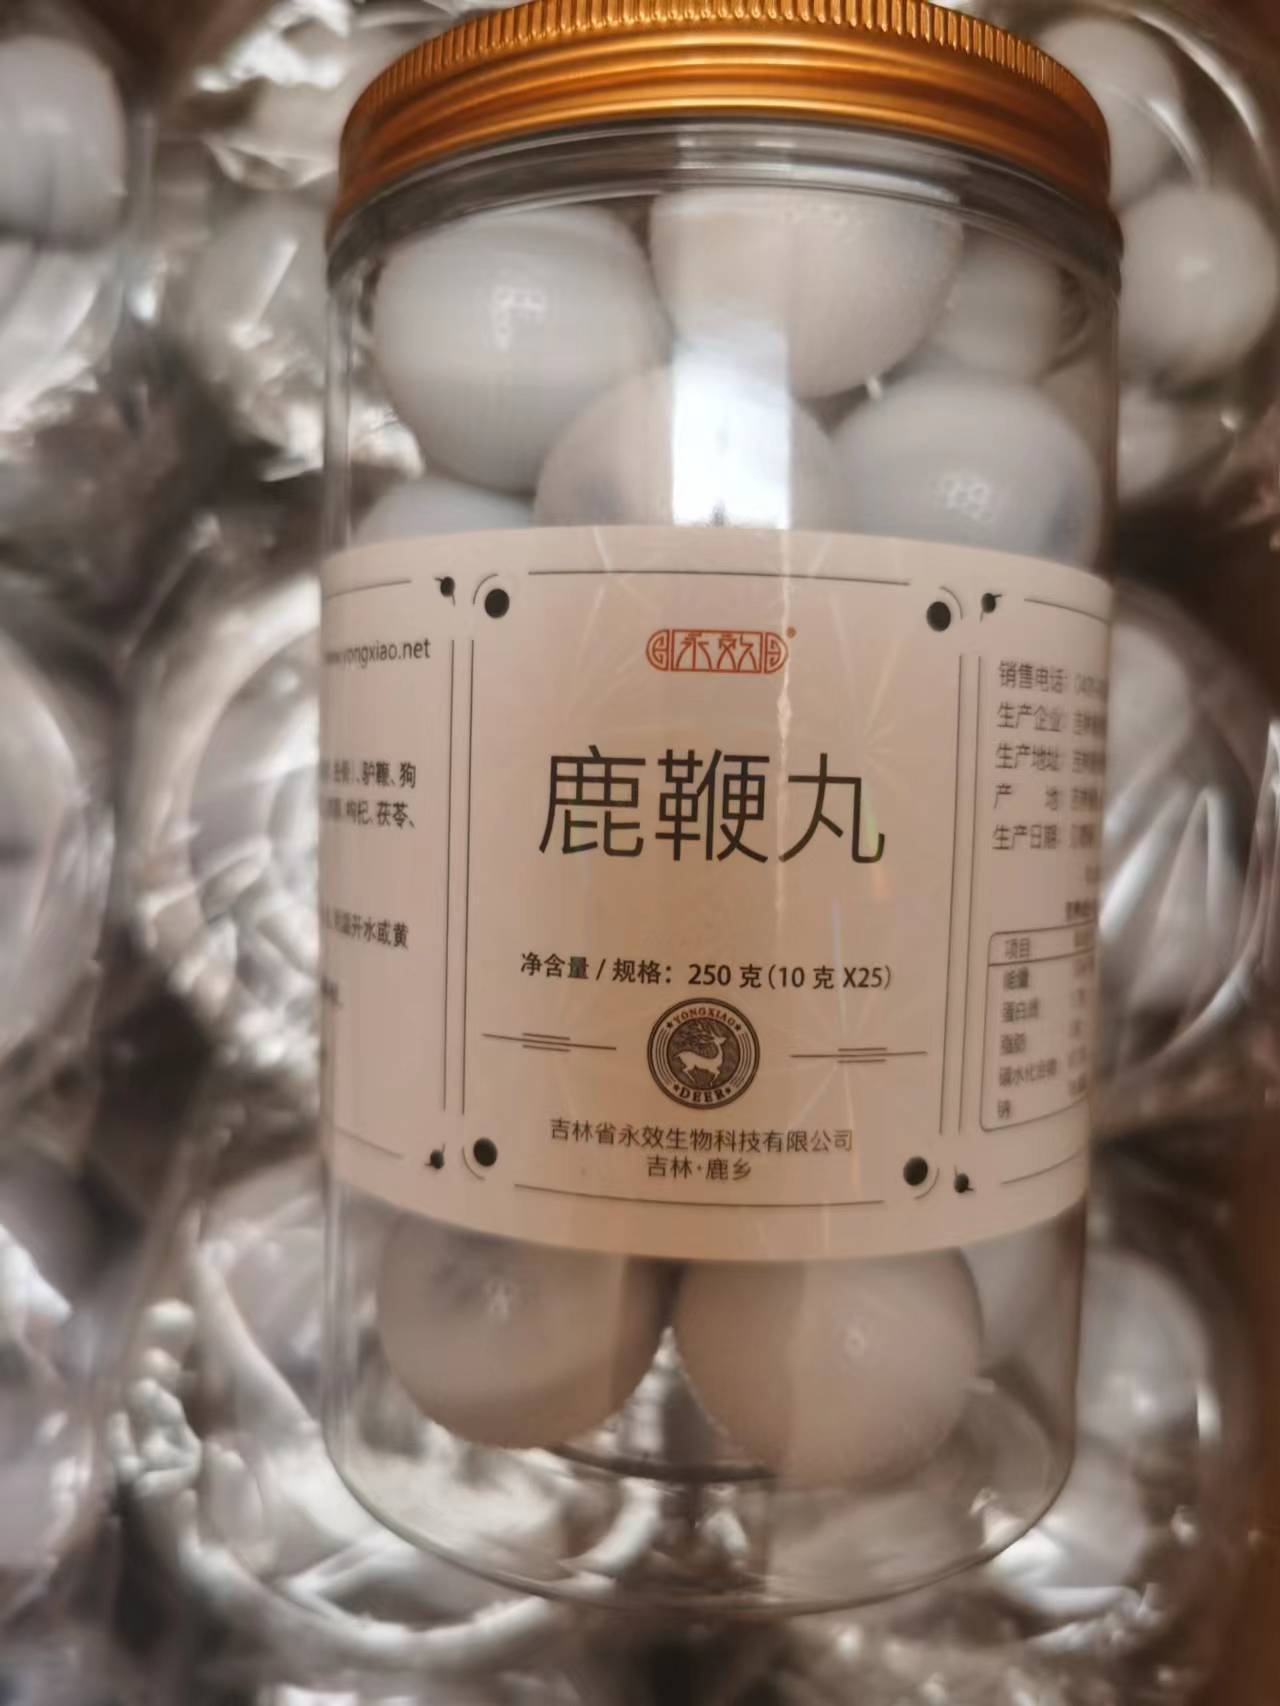 永效
鹿鞭丸
净含量 / 规格：250 克（10 克 X25）
YONGXIAO
DEER
吉林省永效生物科技有限公司
吉林·鹿乡
www.yongxiao.net
、驴鞭、狗
枸杞、茯苓、
温开水或黄
销售电话：
生产企业：
生产地址：
产 地：
生产日期：
项目
能量
蛋白质
脂肪
碳水化合物
钠